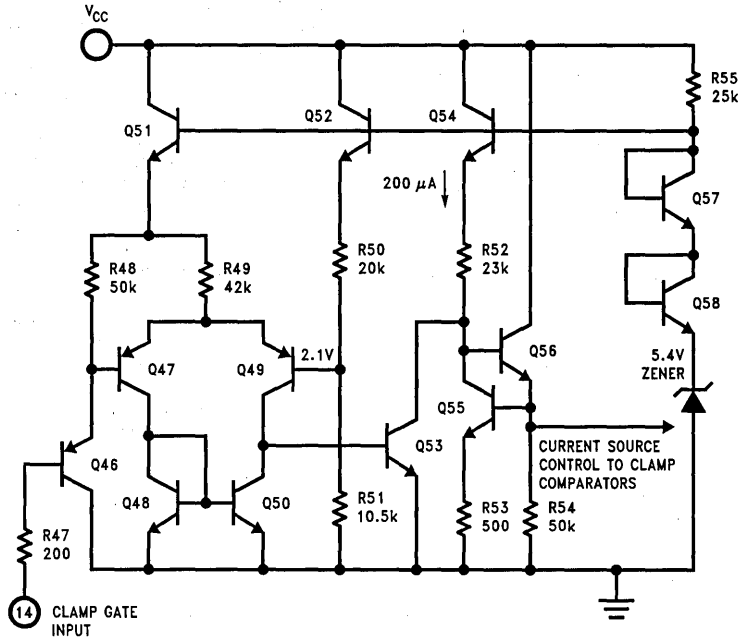 VCC
R55
25k
Q51
Q52
Q54
200 μA
Q57
R48
50k
R49
42k
R50
20k
R52
23k
Q58
2.1V
Q47
Q49
Q56
5.4V
ZENER
Q55
Q46
Q53
CURRENT SOURCE
CONTROL TO CLAMP
COMPARATORS
Q48
Q50
R47
200
R51
10.5k
R53
500
R54
50k
14 CLAMP GATE
INPUT